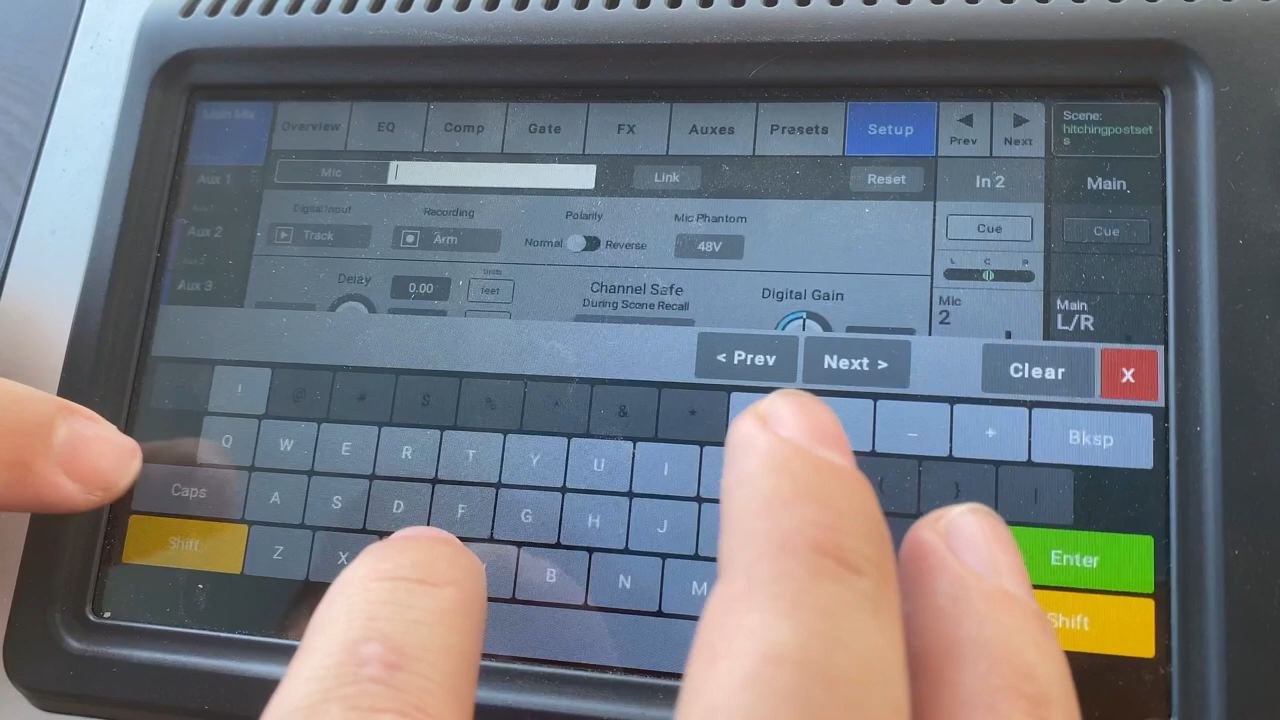 Main Mix Overview EQ Comp Gate FX Auxes Presets Setup Prev Next Scene:
hitchingpostset
s
Aux 1 Mic Link Reset In 2 Main
Digital Input Recording Polarity Mic Phantom
Aux 2 Track Arm Normal Reverse 48V Cue Cue
L C R
Aux 3 Delay 0.00 Units
feet Channel Safe
During Scene Recall Digital Gain Mic
2 Main
L/R
< Prev Next > Clear X
! @ # $ % ^ & * _ + Bksp
Q W E R T Y U I { } |
Caps A S D F G H J Enter
Shift Z X B N M Shift